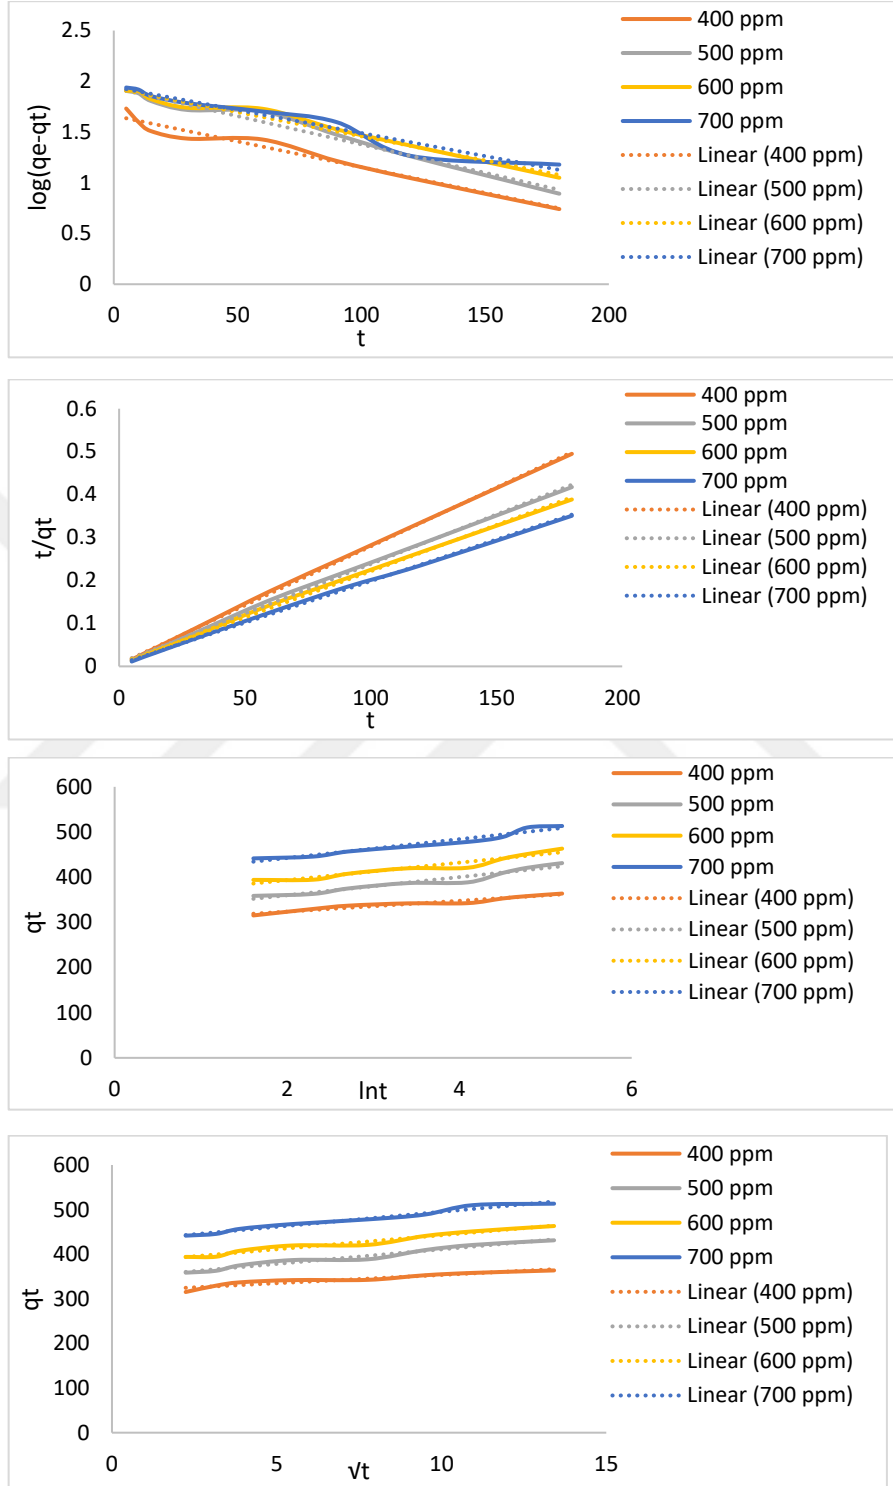 2.5
2
1.5
1
0.5
0
log(qe-qt)
0
50
100
150
200
t
400 ppm
500 ppm
600 ppm
700 ppm
Linear (400 ppm)
Linear (500 ppm)
Linear (600 ppm)
Linear (700 ppm)
0.6
0.5
0.4
0.3
0.2
0.1
0
t/qt
0
50
100
150
200
t
400 ppm
500 ppm
600 ppm
700 ppm
Linear (400 ppm)
Linear (500 ppm)
Linear (600 ppm)
Linear (700 ppm)
600
500
400
300
200
100
0
qt
0
2
4
6
lnt
400 ppm
500 ppm
600 ppm
700 ppm
Linear (400 ppm)
Linear (500 ppm)
Linear (600 ppm)
Linear (700 ppm)
600
500
400
300
200
100
0
qt
0
5
10
15
√t
400 ppm
500 ppm
600 ppm
700 ppm
Linear (400 ppm)
Linear (500 ppm)
Linear (600 ppm)
Linear (700 ppm)